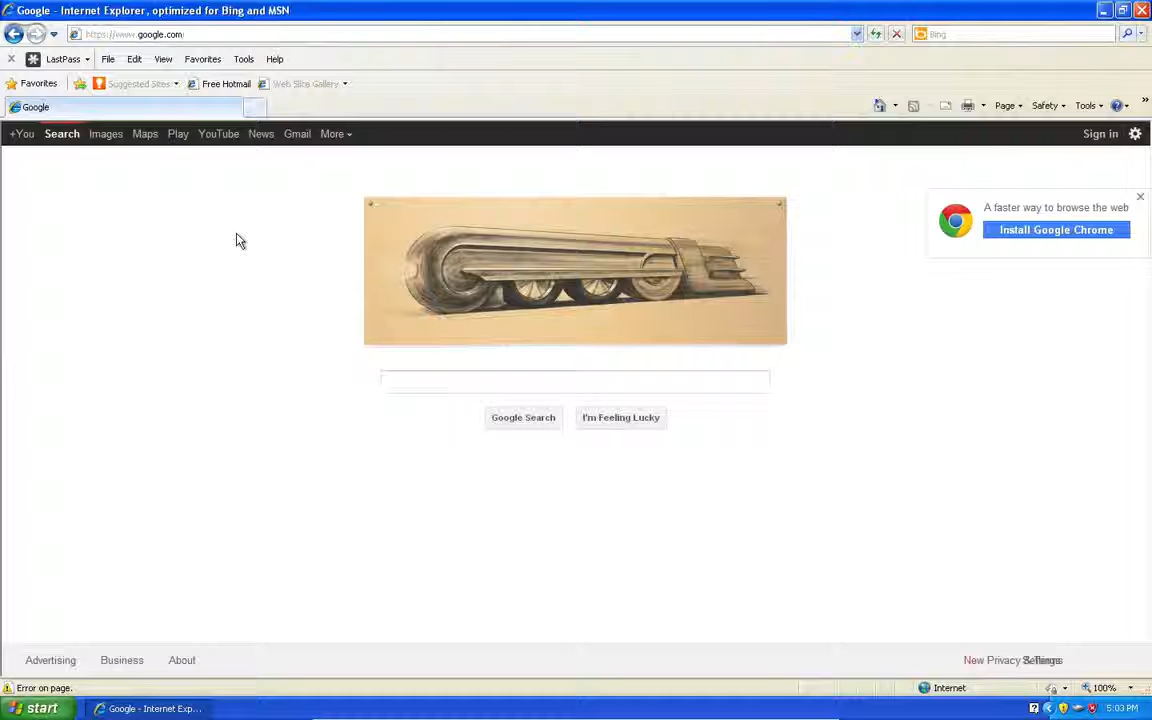 Google - Internet Explorer, optimized for Bing and MSN
https://www.google.com
Bing
LastPass
File
Edit
View
Favorites
Tools
Help
Favorites
Suggested Sites
Free Hotmail
Web Slice Gallery
Google
Page
Safety
Tools
+You
Search
Images
Maps
Play
YouTube
News
Gmail
More
Sign in
A faster way to browse the web
Install Google Chrome
Google Search
I'm Feeling Lucky
Advertising
Business
About
New Privacy & Terms
Settings
Error on page.
Internet
100%
start
Google - Internet Exp...
5:03 PM